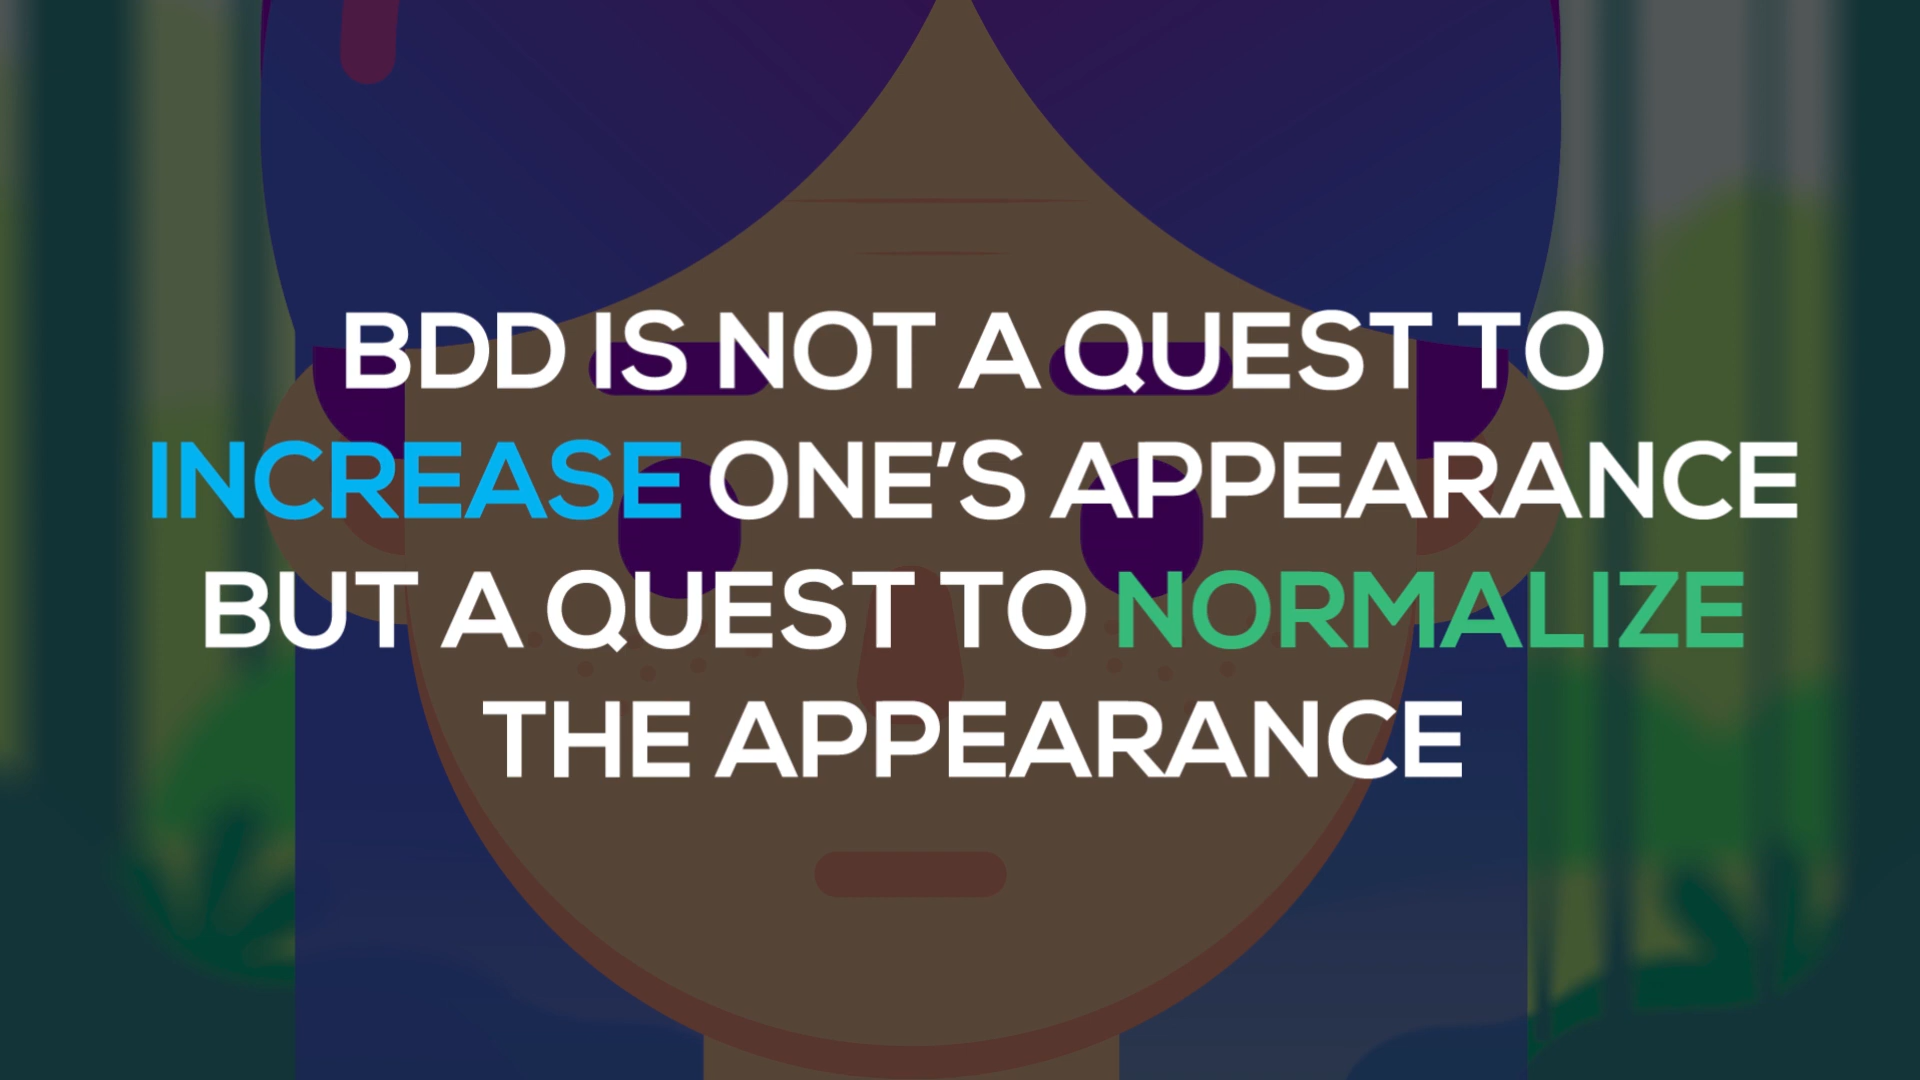 BDD IS NOT A QUEST TO
INCREASE ONE'S APPEARANCE
BUT A QUEST TO NORMALIZE
THE APPEARANCE